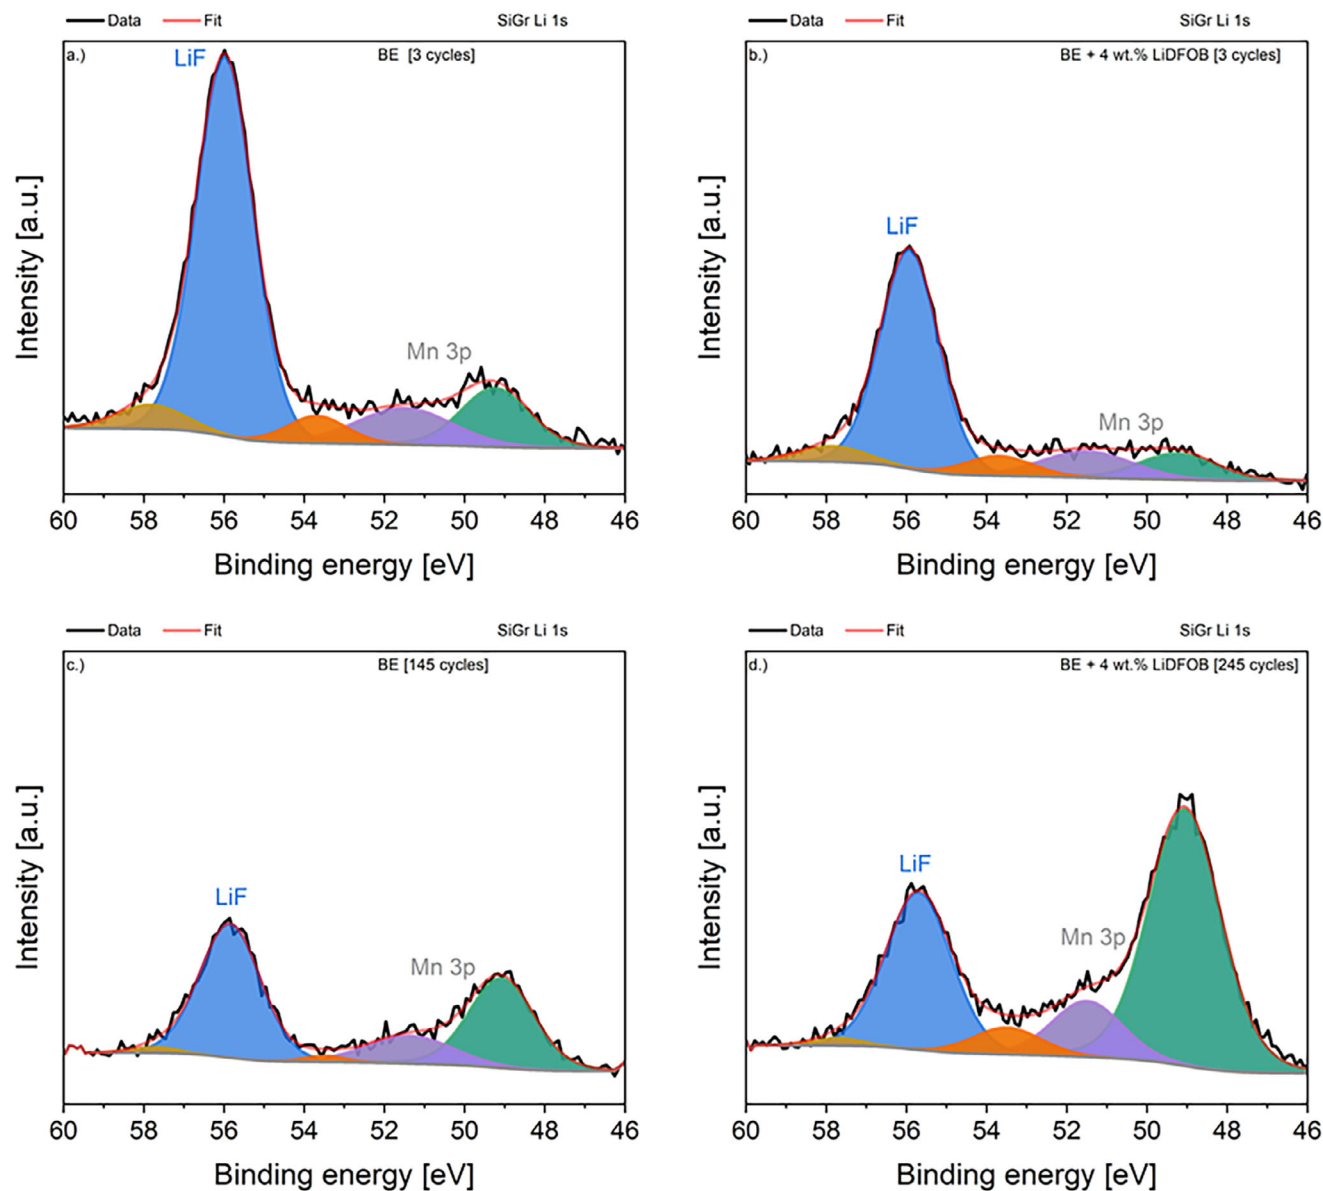 Data Fit SiGr Li 1s
a.) BE [3 cycles]
LiF
Mn 3p
Intensity [a.u.]
60 58 56 54 52 50 48 46
Binding energy [eV]
Data Fit SiGr Li 1s
b.) BE + 4 wt.% LiDFOB [3 cycles]
LiF
Mn 3p
Intensity [a.u.]
60 58 56 54 52 50 48 46
Binding energy [eV]
Data Fit SiGr Li 1s
c.) BE [145 cycles]
LiF
Mn 3p
Intensity [a.u.]
60 58 56 54 52 50 48 46
Binding energy [eV]
Data Fit SiGr Li 1s
d.) BE + 4 wt.% LiDFOB [245 cycles]
LiF
Mn 3p
Intensity [a.u.]
60 58 56 54 52 50 48 46
Binding energy [eV]